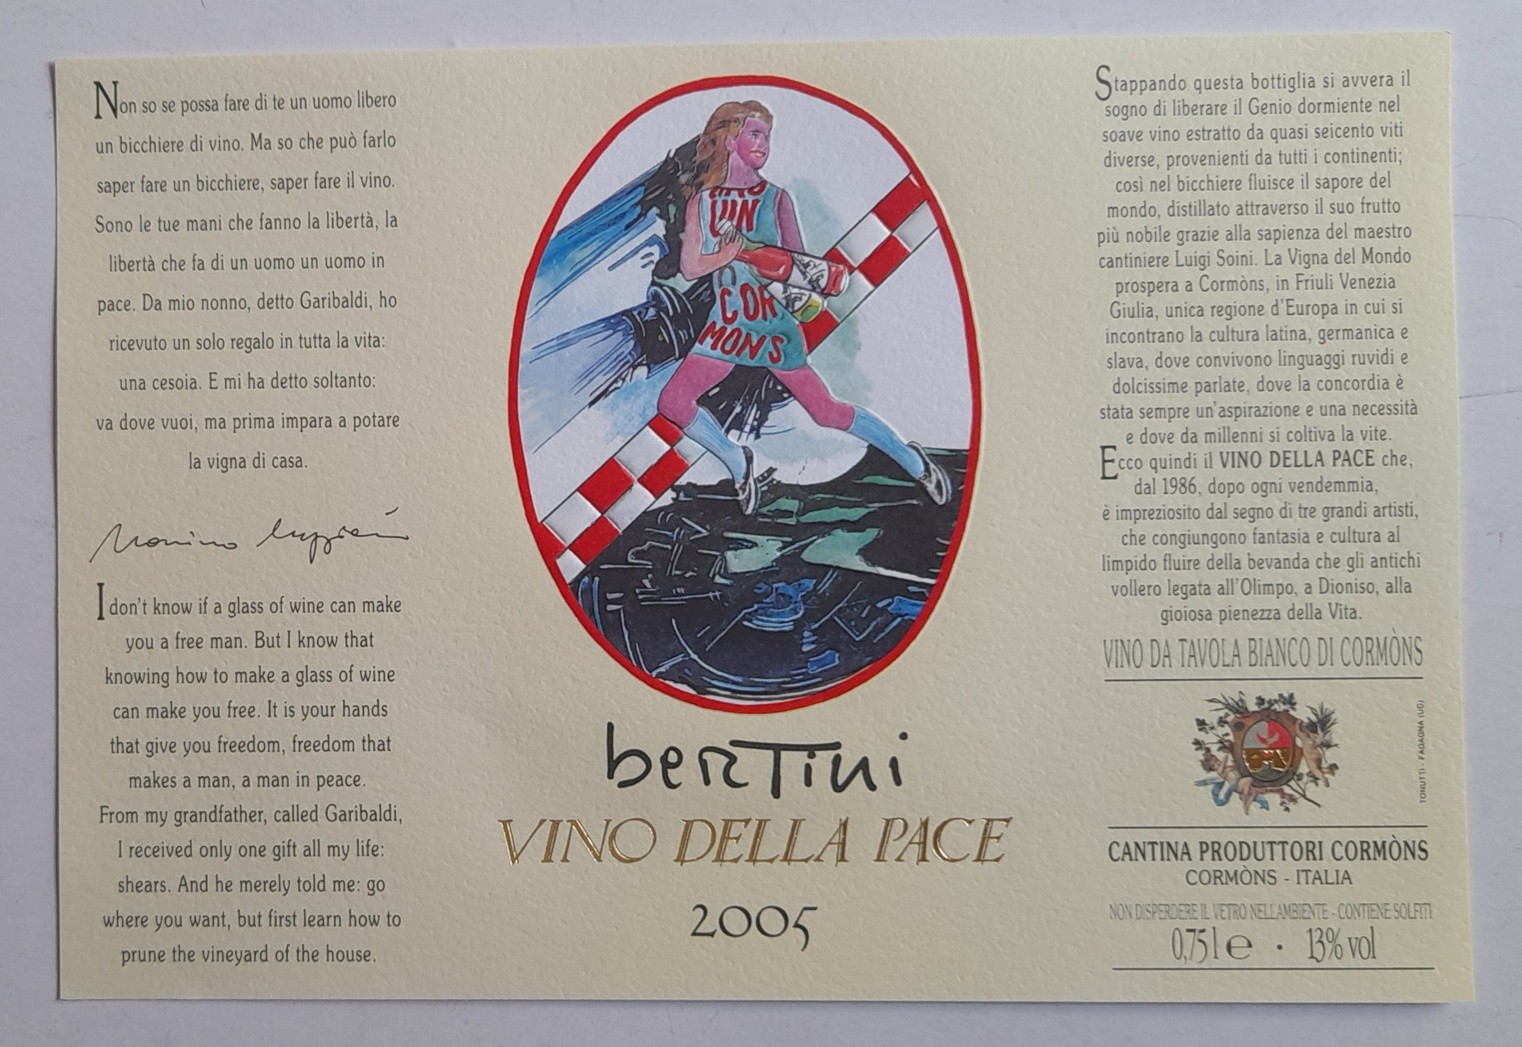 Non so se possa fare di te un uomo libero
un bicchiere di vino. Ma so che può farlo
saper fare un bicchiere, saper fare il vino.
Sono le tue mani che fanno la libertà, la
libertà che fa di un uomo un uomo in
pace. Da mio nonno, detto Garibaldi, ho
ricevuto un solo regalo in tutta la vita:
una cesoia. E mi ha detto soltanto:
va dove vuoi, ma prima impara a potare
la vigna di casa.
I don't know if a glass of wine can make
you a free man. But I know that
knowing how to make a glass of wine
can make you free. It is your hands
that give you freedom, freedom that
makes a man, a man in peace.
From my grandfather, called Garibaldi,
I received only one gift all my life:
shears. And he merely told me: go
where you want, but first learn how to
prune the vineyard of the house.
UN
COR
MONS
bertini
VINO DELLA PACE
2005
Stappando questa bottiglia si avvera il
sogno di liberare il Genio dormiente nel
soave vino estratto da quasi seicento viti
diverse, provenienti da tutti i continenti;
così nel bicchiere fluisce il sapore del
mondo, distillato attraverso il suo frutto
più nobile grazie alla sapienza del maestro
cantiniere Luigi Soini. La Vigna del Mondo
prospera a Cormòns, in Friuli Venezia
Giulia, unica regione d'Europa in cui si
incontrano la cultura latina, germanica e
slava, dove convivono linguaggi ruvidi e
dolcissime parlate, dove la concordia è
stata sempre un'aspirazione e una necessità
e dove da millenni si coltiva la vite.
Ecco quindi il VINO DELLA PACE che,
dal 1986, dopo ogni vendemmia,
è impreziosito dal segno di tre grandi artisti,
che congiungono fantasia e cultura al
limpido fluire della bevanda che gli antichi
vollero legata all'Olimpo, a Dioniso, alla
gioiosa pienezza della Vita.
VINO DA TAVOLA BIANCO DI CORMÒNS
TONUTTI - FAGAGNA (UD)
CANTINA PRODUTTORI CORMÒNS
CORMÒNS - ITALIA
NON DISPERDERE IL VETRO NELL'AMBIENTE - CONTIENE SOLFITI
0,75 l e · 13% vol